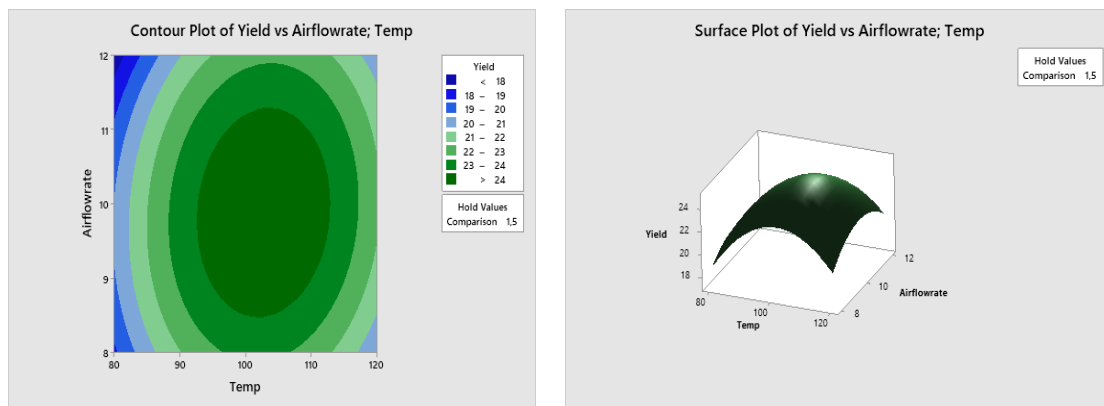 Contour Plot of Yield vs Airflowrate; Temp
12
11
10
9
8
Airflowrate
80 90 100 110 120
Temp
Yield
< 18
18 – 19
19 – 20
20 – 21
21 – 22
22 – 23
23 – 24
> 24
Hold Values
Comparison 1,5
Surface Plot of Yield vs Airflowrate; Temp
Hold Values
Comparison 1,5
24
22
20
18
Yield
80
100
120
Temp
8
10
12
Airflowrate